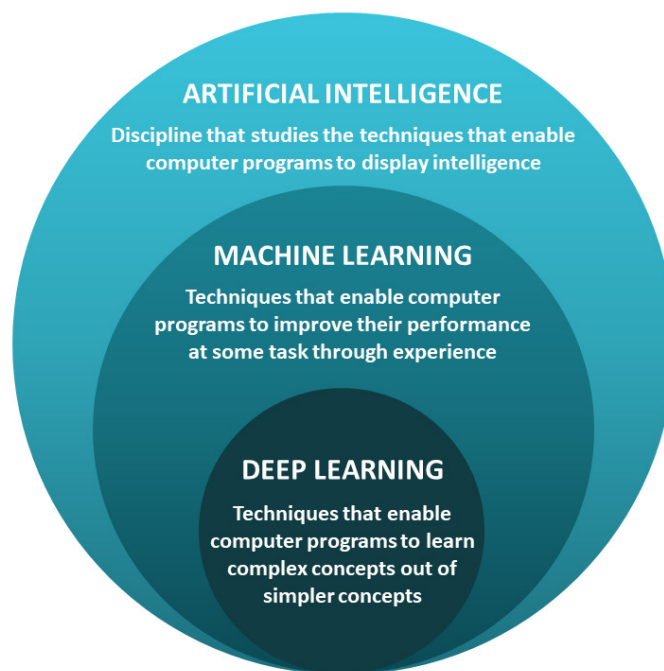 ARTIFICIAL INTELLIGENCE
Discipline that studies the techniques that enable
computer programs to display intelligence
MACHINE LEARNING
Techniques that enable computer
programs to improve their performance
at some task through experience
DEEP LEARNING
Techniques that enable
computer programs to learn
complex concepts out of
simpler concepts